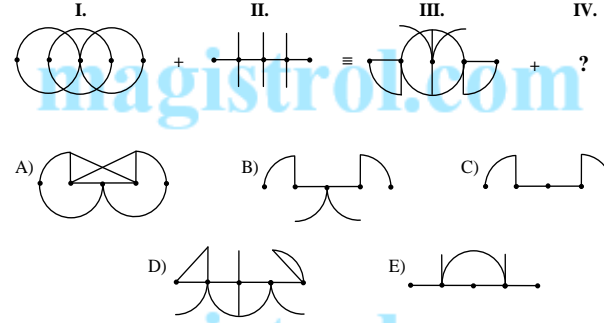 I. II. III. IV.
+ ≡ + ?
magistrol.com
A) B) C)
D) E)